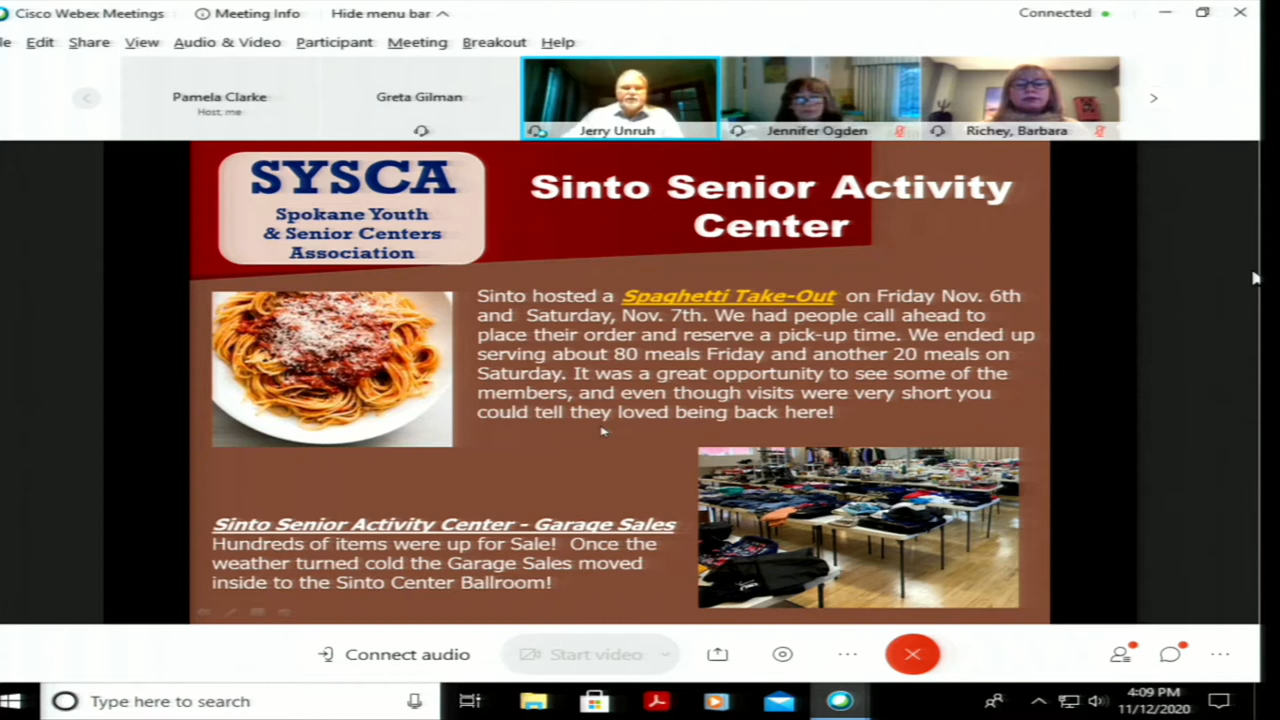 Cisco Webex Meetings
Meeting Info
Hide menu bar
Connected
Edit Share View Audio & Video Participant Meeting Breakout Help
Pamela Clarke
Host, me
Greta Gilman
Jerry Unruh
Jennifer Ogden
Richey, Barbara
SYSCA
Spokane Youth
& Senior Centers
Association
Sinto Senior Activity
Center
Sinto hosted a Spaghetti Take-Out on Friday Nov. 6th
and Saturday, Nov. 7th. We had people call ahead to
place their order and reserve a pick-up time. We ended up
serving about 80 meals Friday and another 20 meals on
Saturday. It was a great opportunity to see some of the
members, and even though visits were very short you
could tell they loved being back here!
Sinto Senior Activity Center - Garage Sales
Hundreds of items were up for Sale! Once the
weather turned cold the Garage Sales moved
inside to the Sinto Center Ballroom!
Connect audio
Start video
Type here to search
4:09 PM
11/12/2020